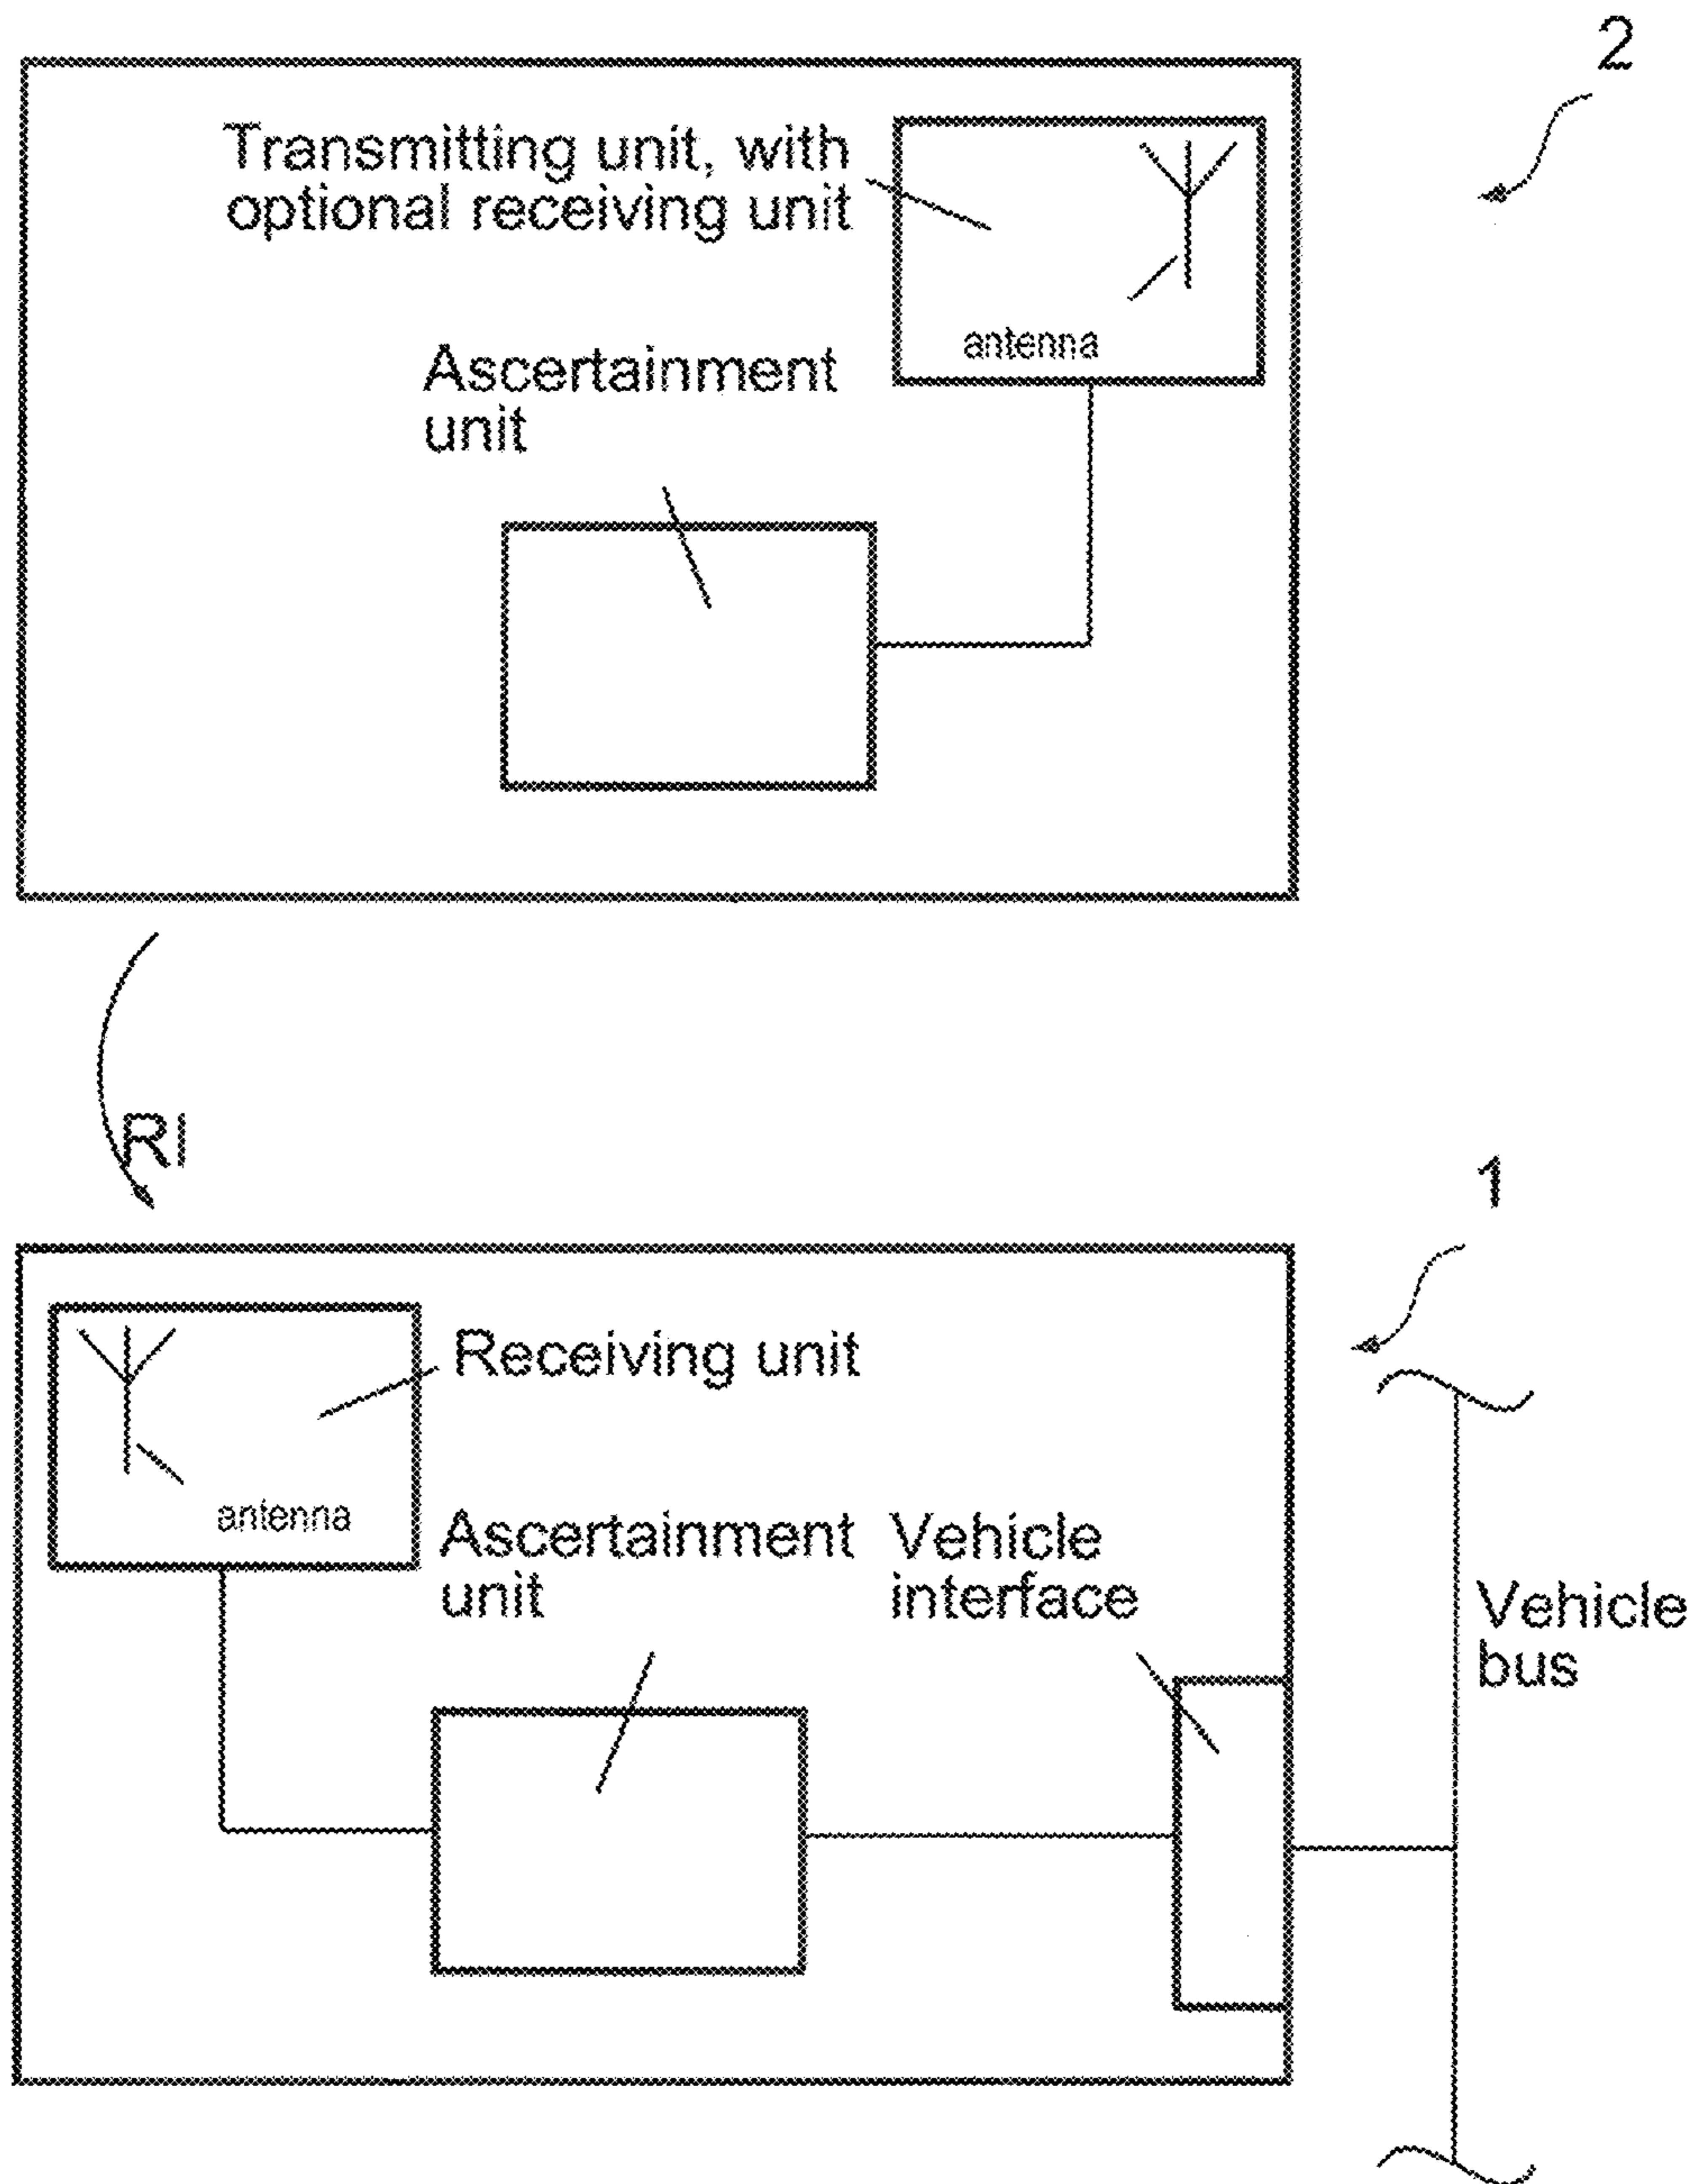 2
Transmitting unit, with
optional receiving unit
antenna
Ascertainment
unit
RI
1
Receiving unit
antenna
Ascertainment
unit
Vehicle
interface
Vehicle
bus